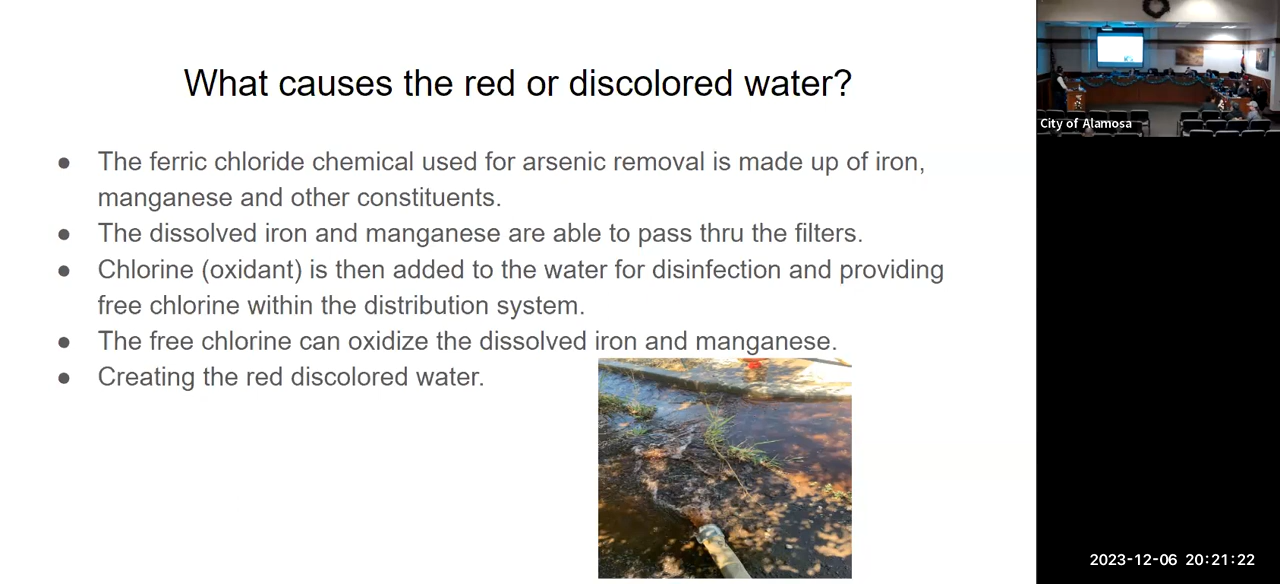 What causes the red or discolored water?
● The ferric chloride chemical used for arsenic removal is made up of iron,
manganese and other constituents.
● The dissolved iron and manganese are able to pass thru the filters.
● Chlorine (oxidant) is then added to the water for disinfection and providing
free chlorine within the distribution system.
● The free chlorine can oxidize the dissolved iron and manganese.
● Creating the red discolored water.
City of Alamosa
2023-12-06 20:21:22